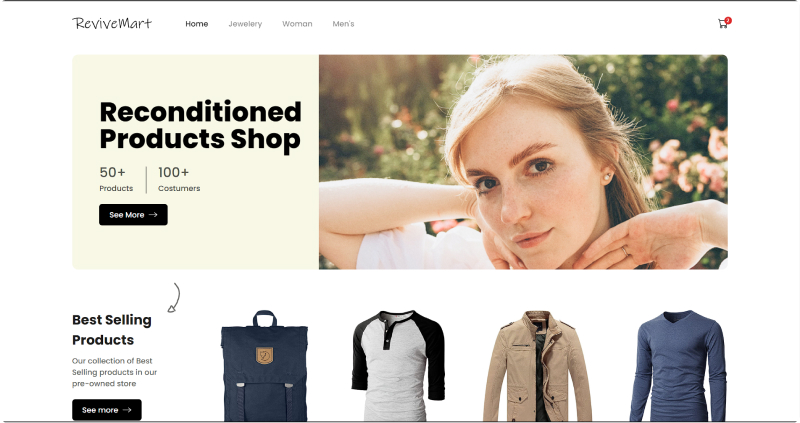 ReviveMart
Home
Jewelery
Woman
Men's
Reconditioned
Products Shop
50+
Products
100+
Costumers
See More
Best Selling
Products
Our collection of Best
Selling products in our
pre-owned store
See more